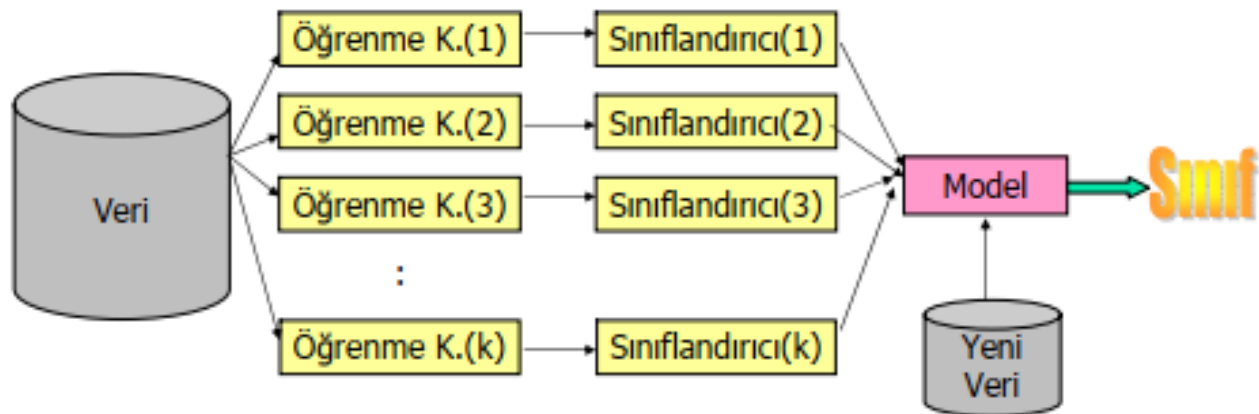 Öğrenme K.(1)
Sınıflandırıcı(1)
Öğrenme K.(2)
Sınıflandırıcı(2)
Öğrenme K.(3)
Sınıflandırıcı(3)
:
Öğrenme K.(k)
Sınıflandırıcı(k)
Veri
Model
Sınıf
Yeni
Veri